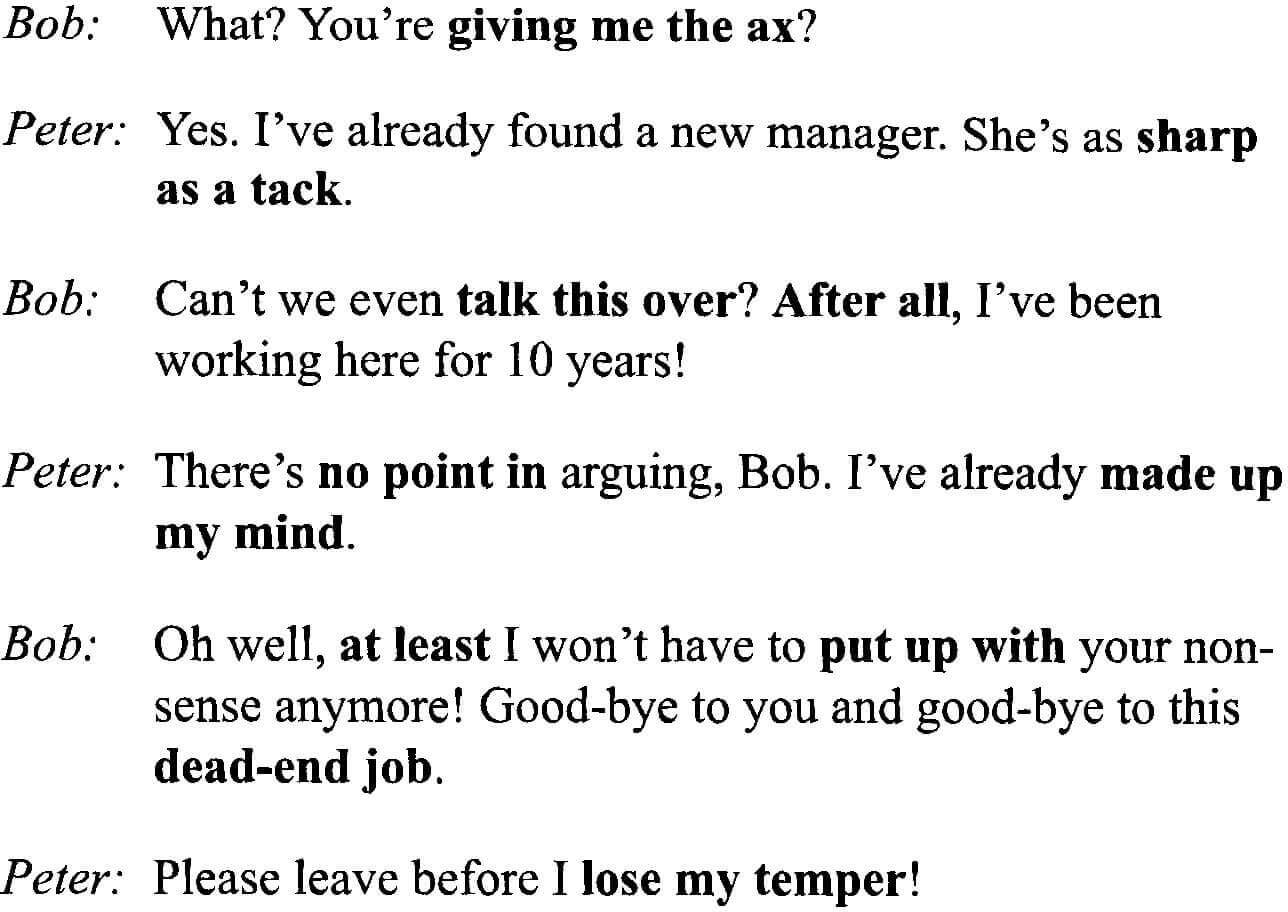 Bob: What? You're giving me the ax?
Peter: Yes. I've already found a new manager. She's as sharp
as a tack.
Bob: Can't we even talk this over? After all, I've been
working here for 10 years!
Peter: There's no point in arguing, Bob. I've already made up
my mind.
Bob: Oh well, at least I won't have to put up with your non-
sense anymore! Good-bye to you and good-bye to this
dead-end job.
Peter: Please leave before I lose my temper!